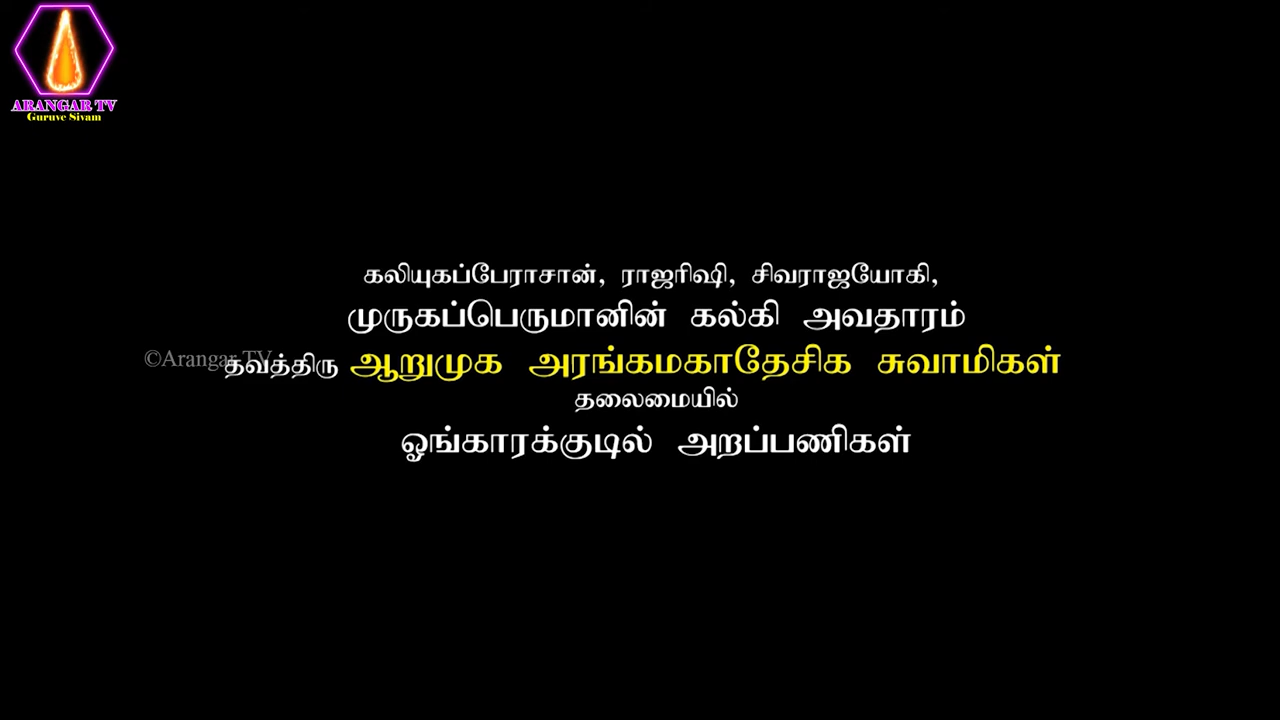 ARANGAR TV
Guruve Sivam
கலியுகப்பேராசான், ராஜரிஷி, சிவராஜயோகி,
முருகப்பெருமானின் கல்கி அவதாரம்
©Arangar TV
தவத்திரு ஆறுமுக அரங்கமகாதேசிக சுவாமிகள்
தலைமையில்
ஓங்காரக்குடில் அறப்பணிகள்